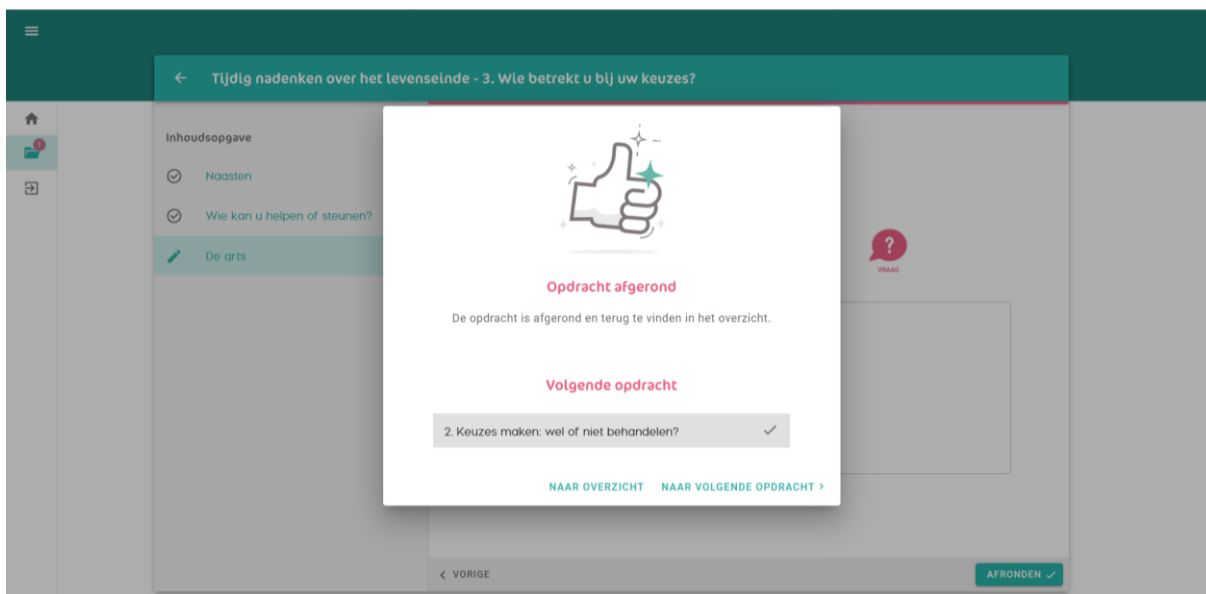 Tijdig nadenken over het levenseinde - 3. Wie betrekt u bij uw keuzes?
1
Inhoudsopgave
Naasten
Wie kan u helpen of steunen?
De arts
?
VRAAG
Opdracht afgerond
De opdracht is afgerond en terug te vinden in het overzicht.
Volgende opdracht
2. Keuzes maken: wel of niet behandelen?
NAAR OVERZICHT NAAR VOLGENDE OPDRACHT >
< VORIGE
AFRONDEN